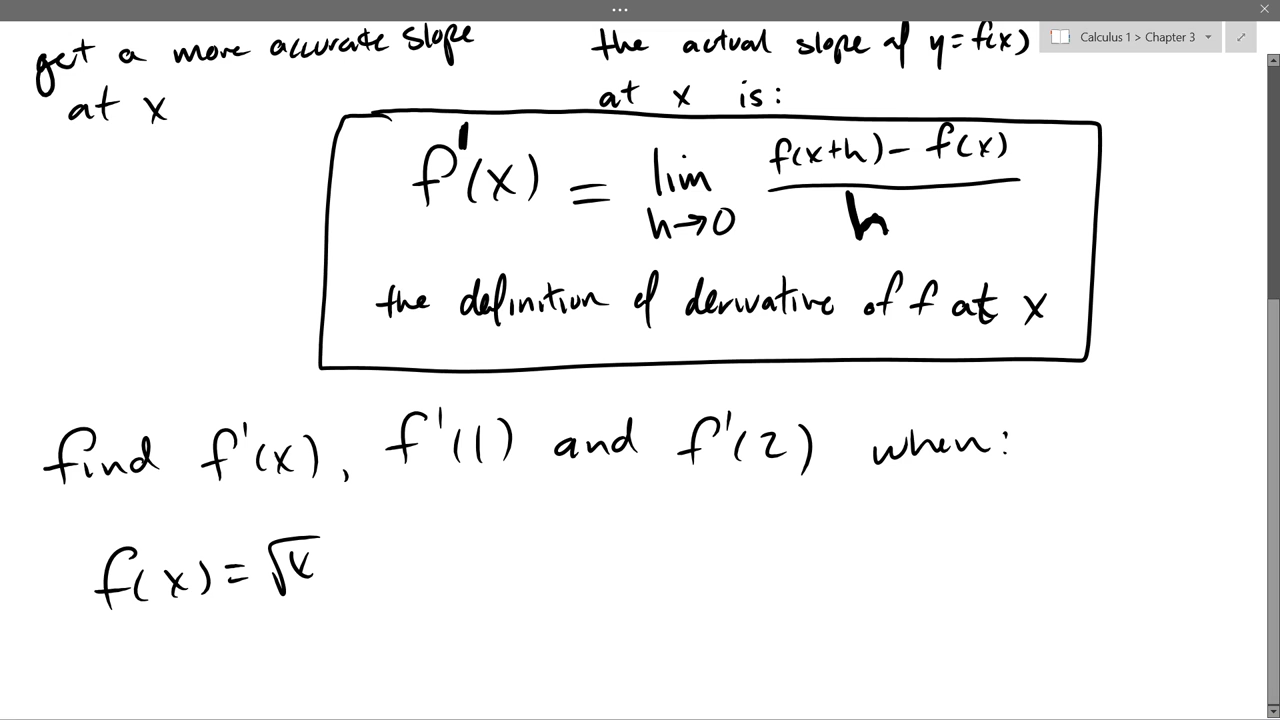 get a more accurate slope
at x
the actual slope of y=f(x)
at x is:
Calculus 1 > Chapter 3
f'(x) = lim h→0 f(x+h) - f(x) / h
the definition of derivative of f at x
find f'(x), f'(1) and f'(2) when:
f(x) = √x